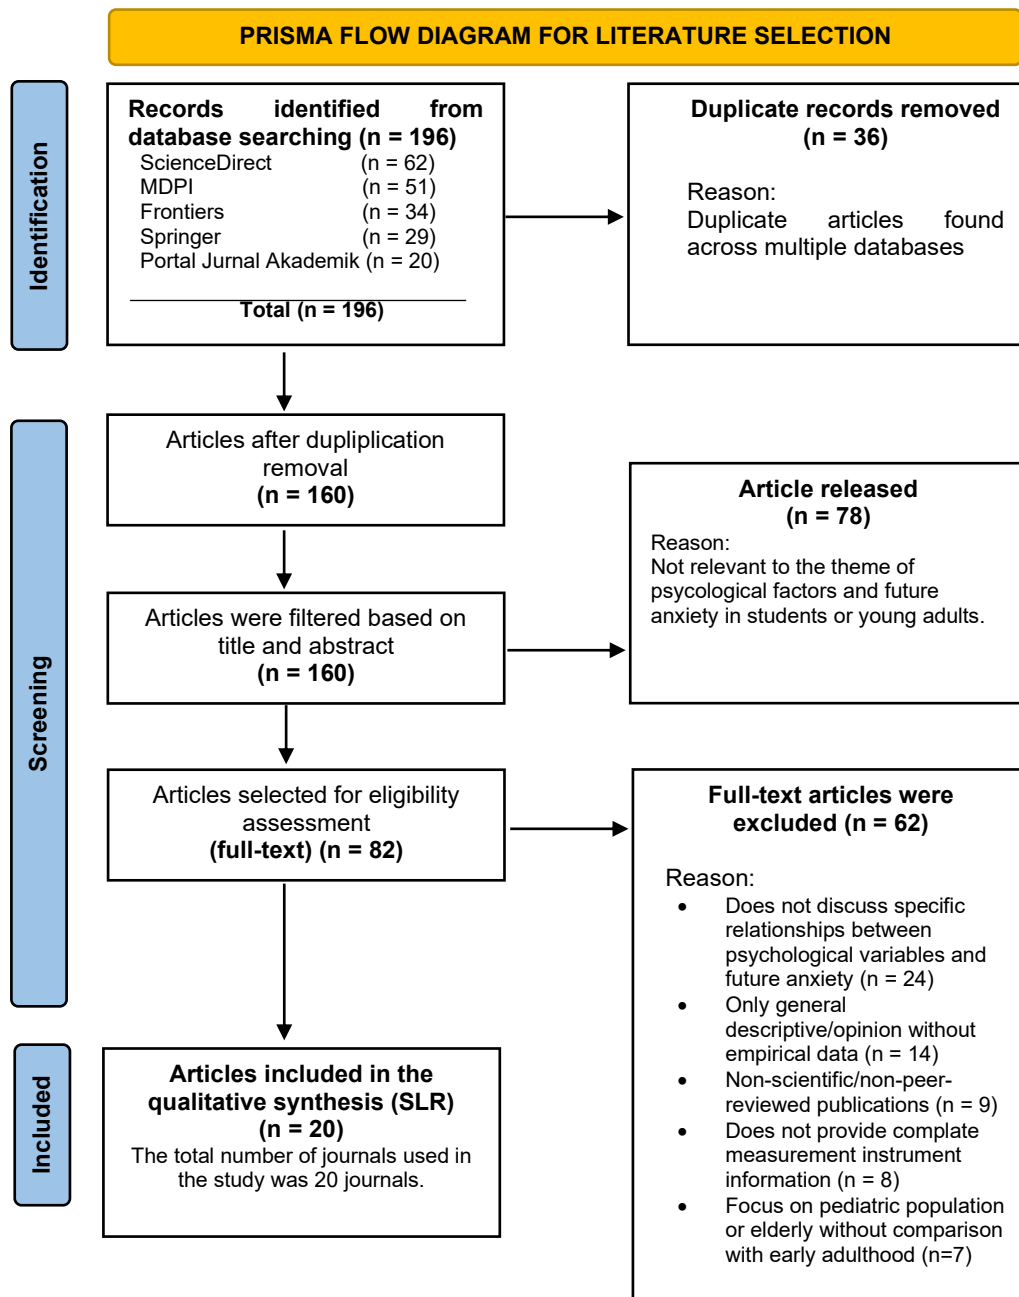 PRISMA FLOW DIAGRAM FOR LITERATURE SELECTION
Identification
Records identified from
database searching (n = 196)
ScienceDirect (n = 62)
MDPI (n = 51)
Frontiers (n = 34)
Springer (n = 29)
Portal Jurnal Akademik (n = 20)
Total (n = 196)
Duplicate records removed
(n = 36)
Reason:
Duplicate articles found
across multiple databases
Screening
Articles after dupliplication
removal
(n = 160)
Articles were filtered based on
title and abstract
(n = 160)
Article released
(n = 78)
Reason:
Not relevant to the theme of
psycological factors and future
anxiety in students or young adults.
Articles selected for eligibility
assessment
(full-text) (n = 82)
Full-text articles were
excluded (n = 62)
Reason:
• Does not discuss specific
relationships between
psychological variables and
future anxiety (n = 24)
• Only general
descriptive/opinion without
empirical data (n = 14)
• Non-scientific/non-peer-
reviewed publications (n = 9)
• Does not provide complate
measurement instrument
information (n = 8)
• Focus on pediatric population
or elderly without comparison
with early adulthood (n=7)
Included
Articles included in the
qualitative synthesis (SLR)
(n = 20)
The total number of journals used in
the study was 20 journals.